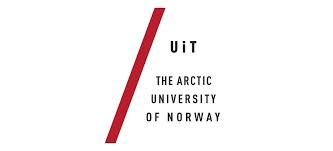 UiT
THE ARCTIC
UNIVERSITY
OF NORWAY